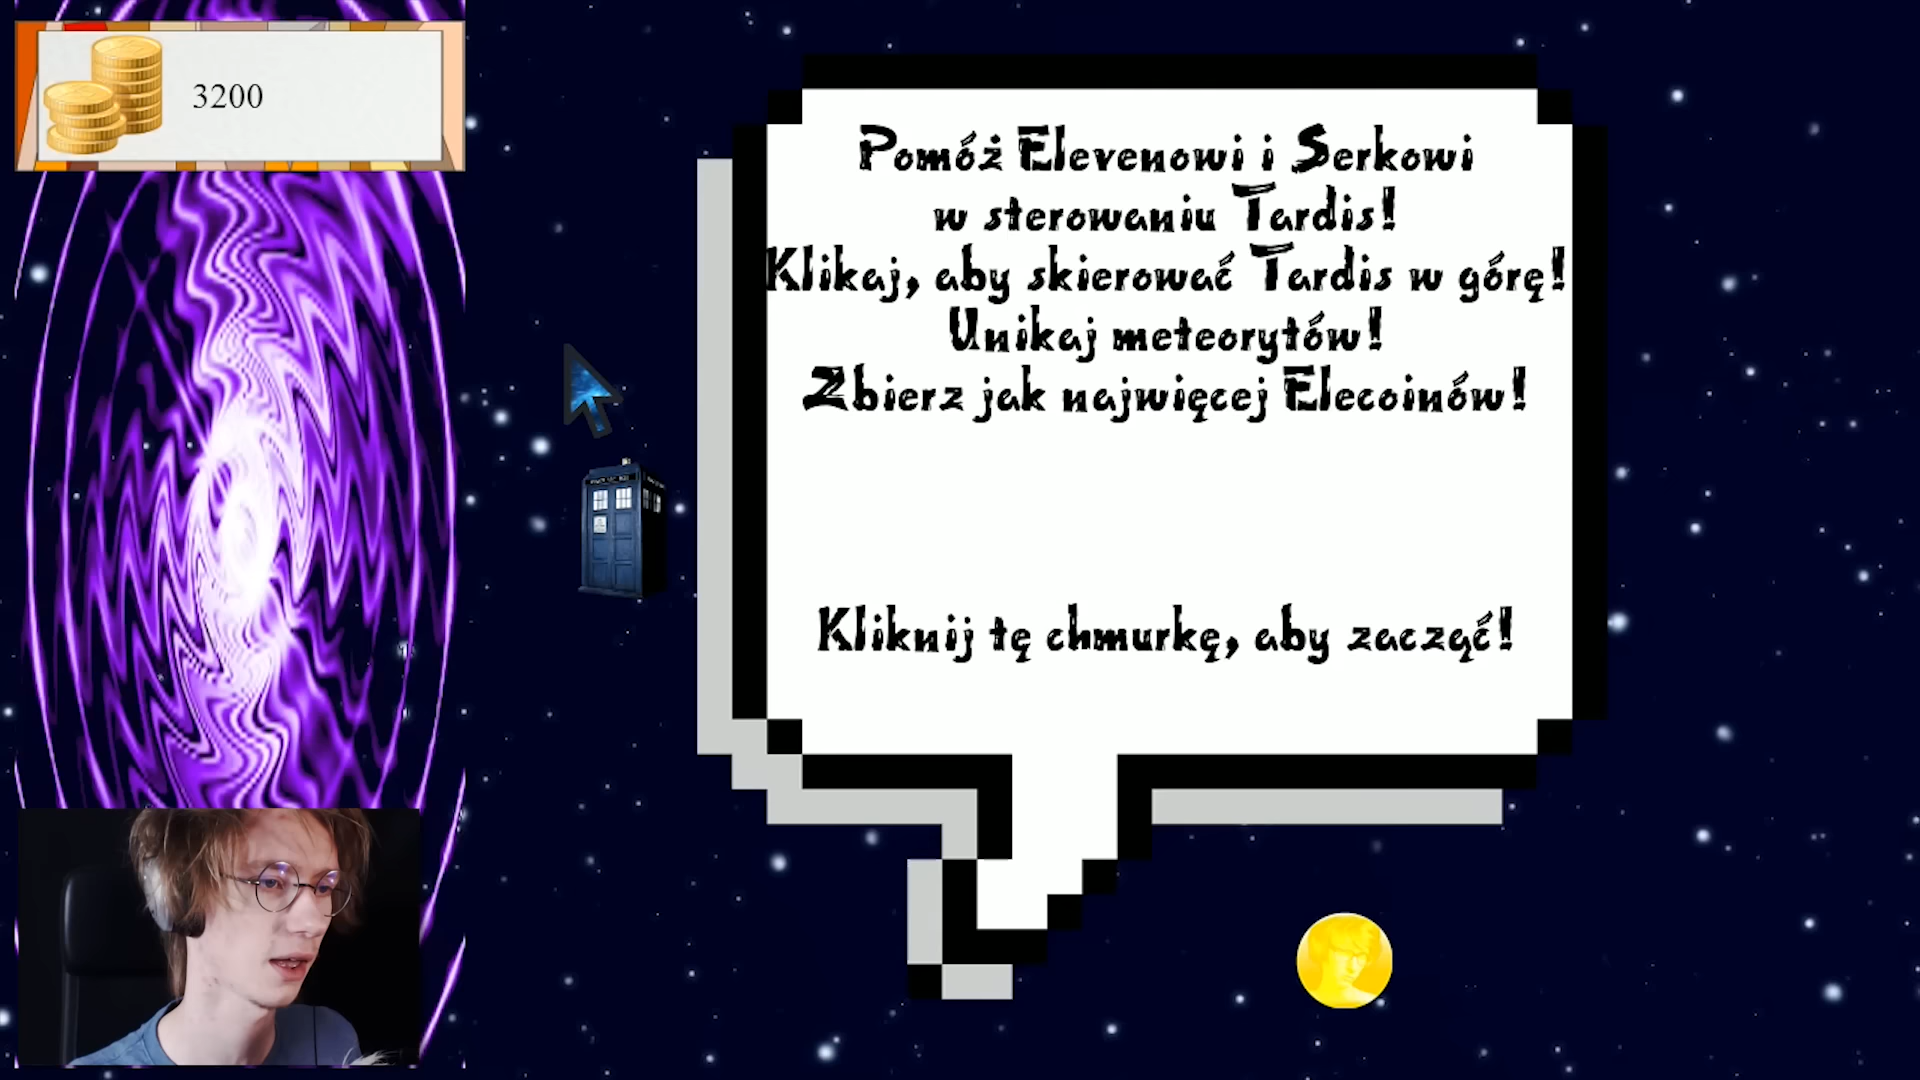 3200
Pomóż Elevenowi i Serkowi
w sterowaniu Tardis!
Klikaj, aby skierować Tardis w górę!
Unikaj meteorytów!
Zbierz jak najwięcej Elecoinów!
Kliknij tę chmurkę, aby zacząć!